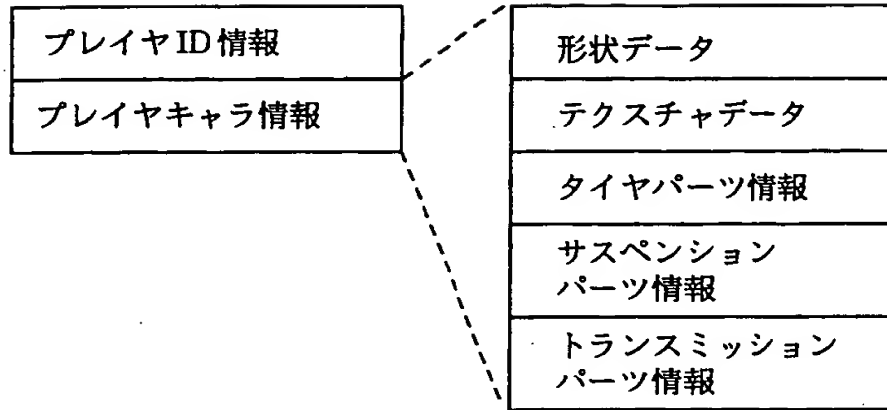 プレイヤID情報
プレイヤキャラ情報
形状データ
テクスチャデータ
タイヤパーツ情報
サスペンション
パーツ情報
トランスミッション
パーツ情報